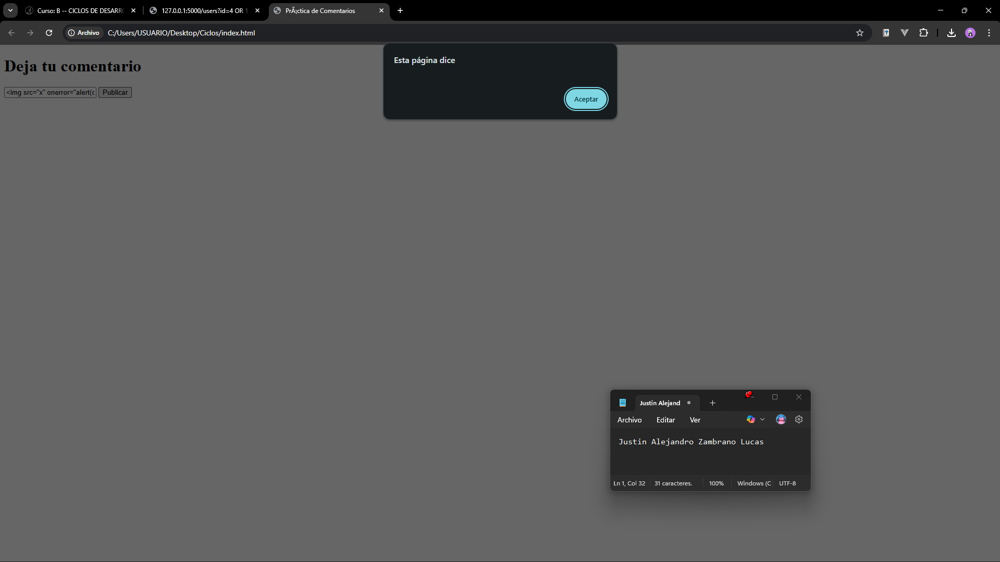 Curso: B -- CICLOS DE DESARR
127.0.0.1:5000/users?id=4 OR 1
PrÃ¡ctica de Comentarios
Archivo
C:/Users/USUARIO/Desktop/Ciclos/index.html
Esta página dice
Aceptar
Deja tu comentario
<img src="x" onerror="alert(c
Publicar
Justin Alejand
Archivo
Editar
Ver
Justin Alejandro Zambrano Lucas
Ln 1, Col 32
31 caracteres.
100%
Windows (C
UTF-8